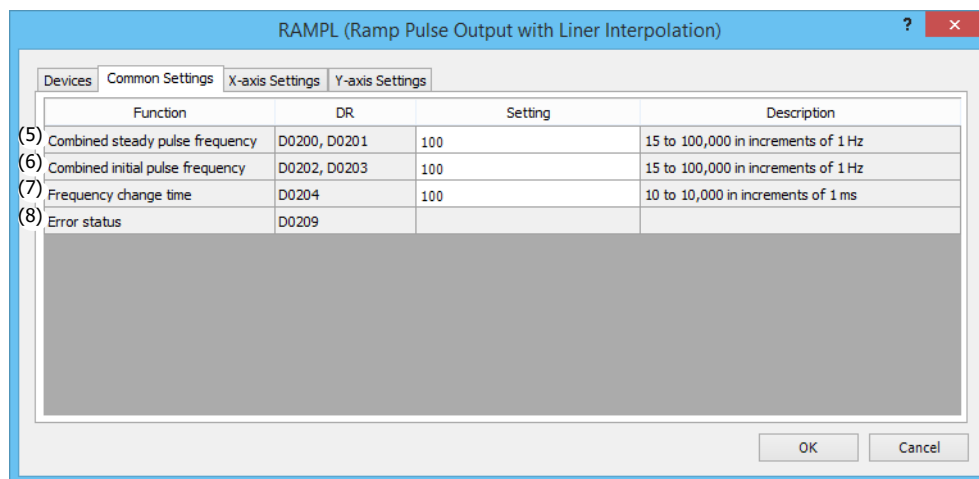 RAMPL (Ramp Pulse Output with Liner Interpolation) ? ×
Devices Common Settings X-axis Settings Y-axis Settings
Function DR Setting Description
(5) Combined steady pulse frequency D0200, D0201 100 15 to 100,000 in increments of 1 Hz
(6) Combined initial pulse frequency D0202, D0203 100 15 to 100,000 in increments of 1 Hz
(7) Frequency change time D0204 100 10 to 10,000 in increments of 1 ms
(8) Error status D0209
OK Cancel